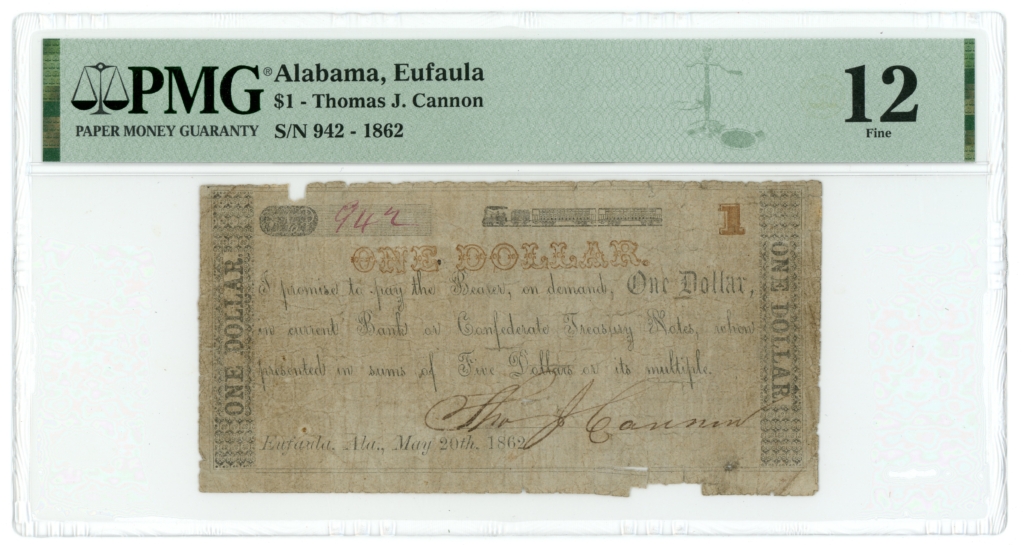 PMG® Alabama, Eufaula
$1 - Thomas J. Cannon
PAPER MONEY GUARANTY S/N 942 - 1862
12
Fine
942
1
ONE DOLLAR.
I promise to pay the Bearer, on demand, One Dollar,
in current Bank or Confederate Treasury Notes, when
presented in sums of Five Dollars or its multiple.
Tho J Cannon
Eufaula, Ala., May 20th, 1862
ONE DOLLAR.
ONE DOLLAR